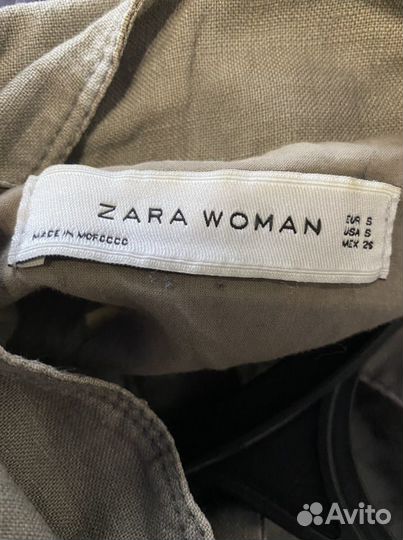 ZARA WOMAN
MADE IN MOROCCO
EUR S
USA S
MEX 26
Avito